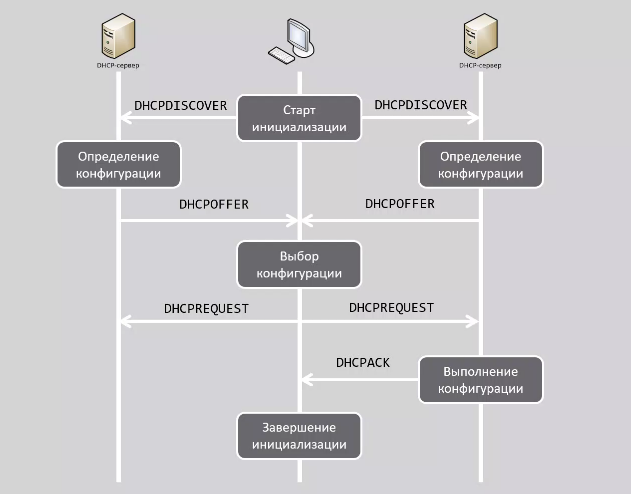 DHCP-сервер
DHCP-сервер
DHCPDISCOVER
Старт
инициализации
DHCPDISCOVER
Определение
конфигурации
Определение
конфигурации
DHCPOFFER
DHCPOFFER
Выбор
конфигурации
DHCPREQUEST
DHCPREQUEST
DHCPACK
Выполнение
конфигурации
Завершение
инициализации